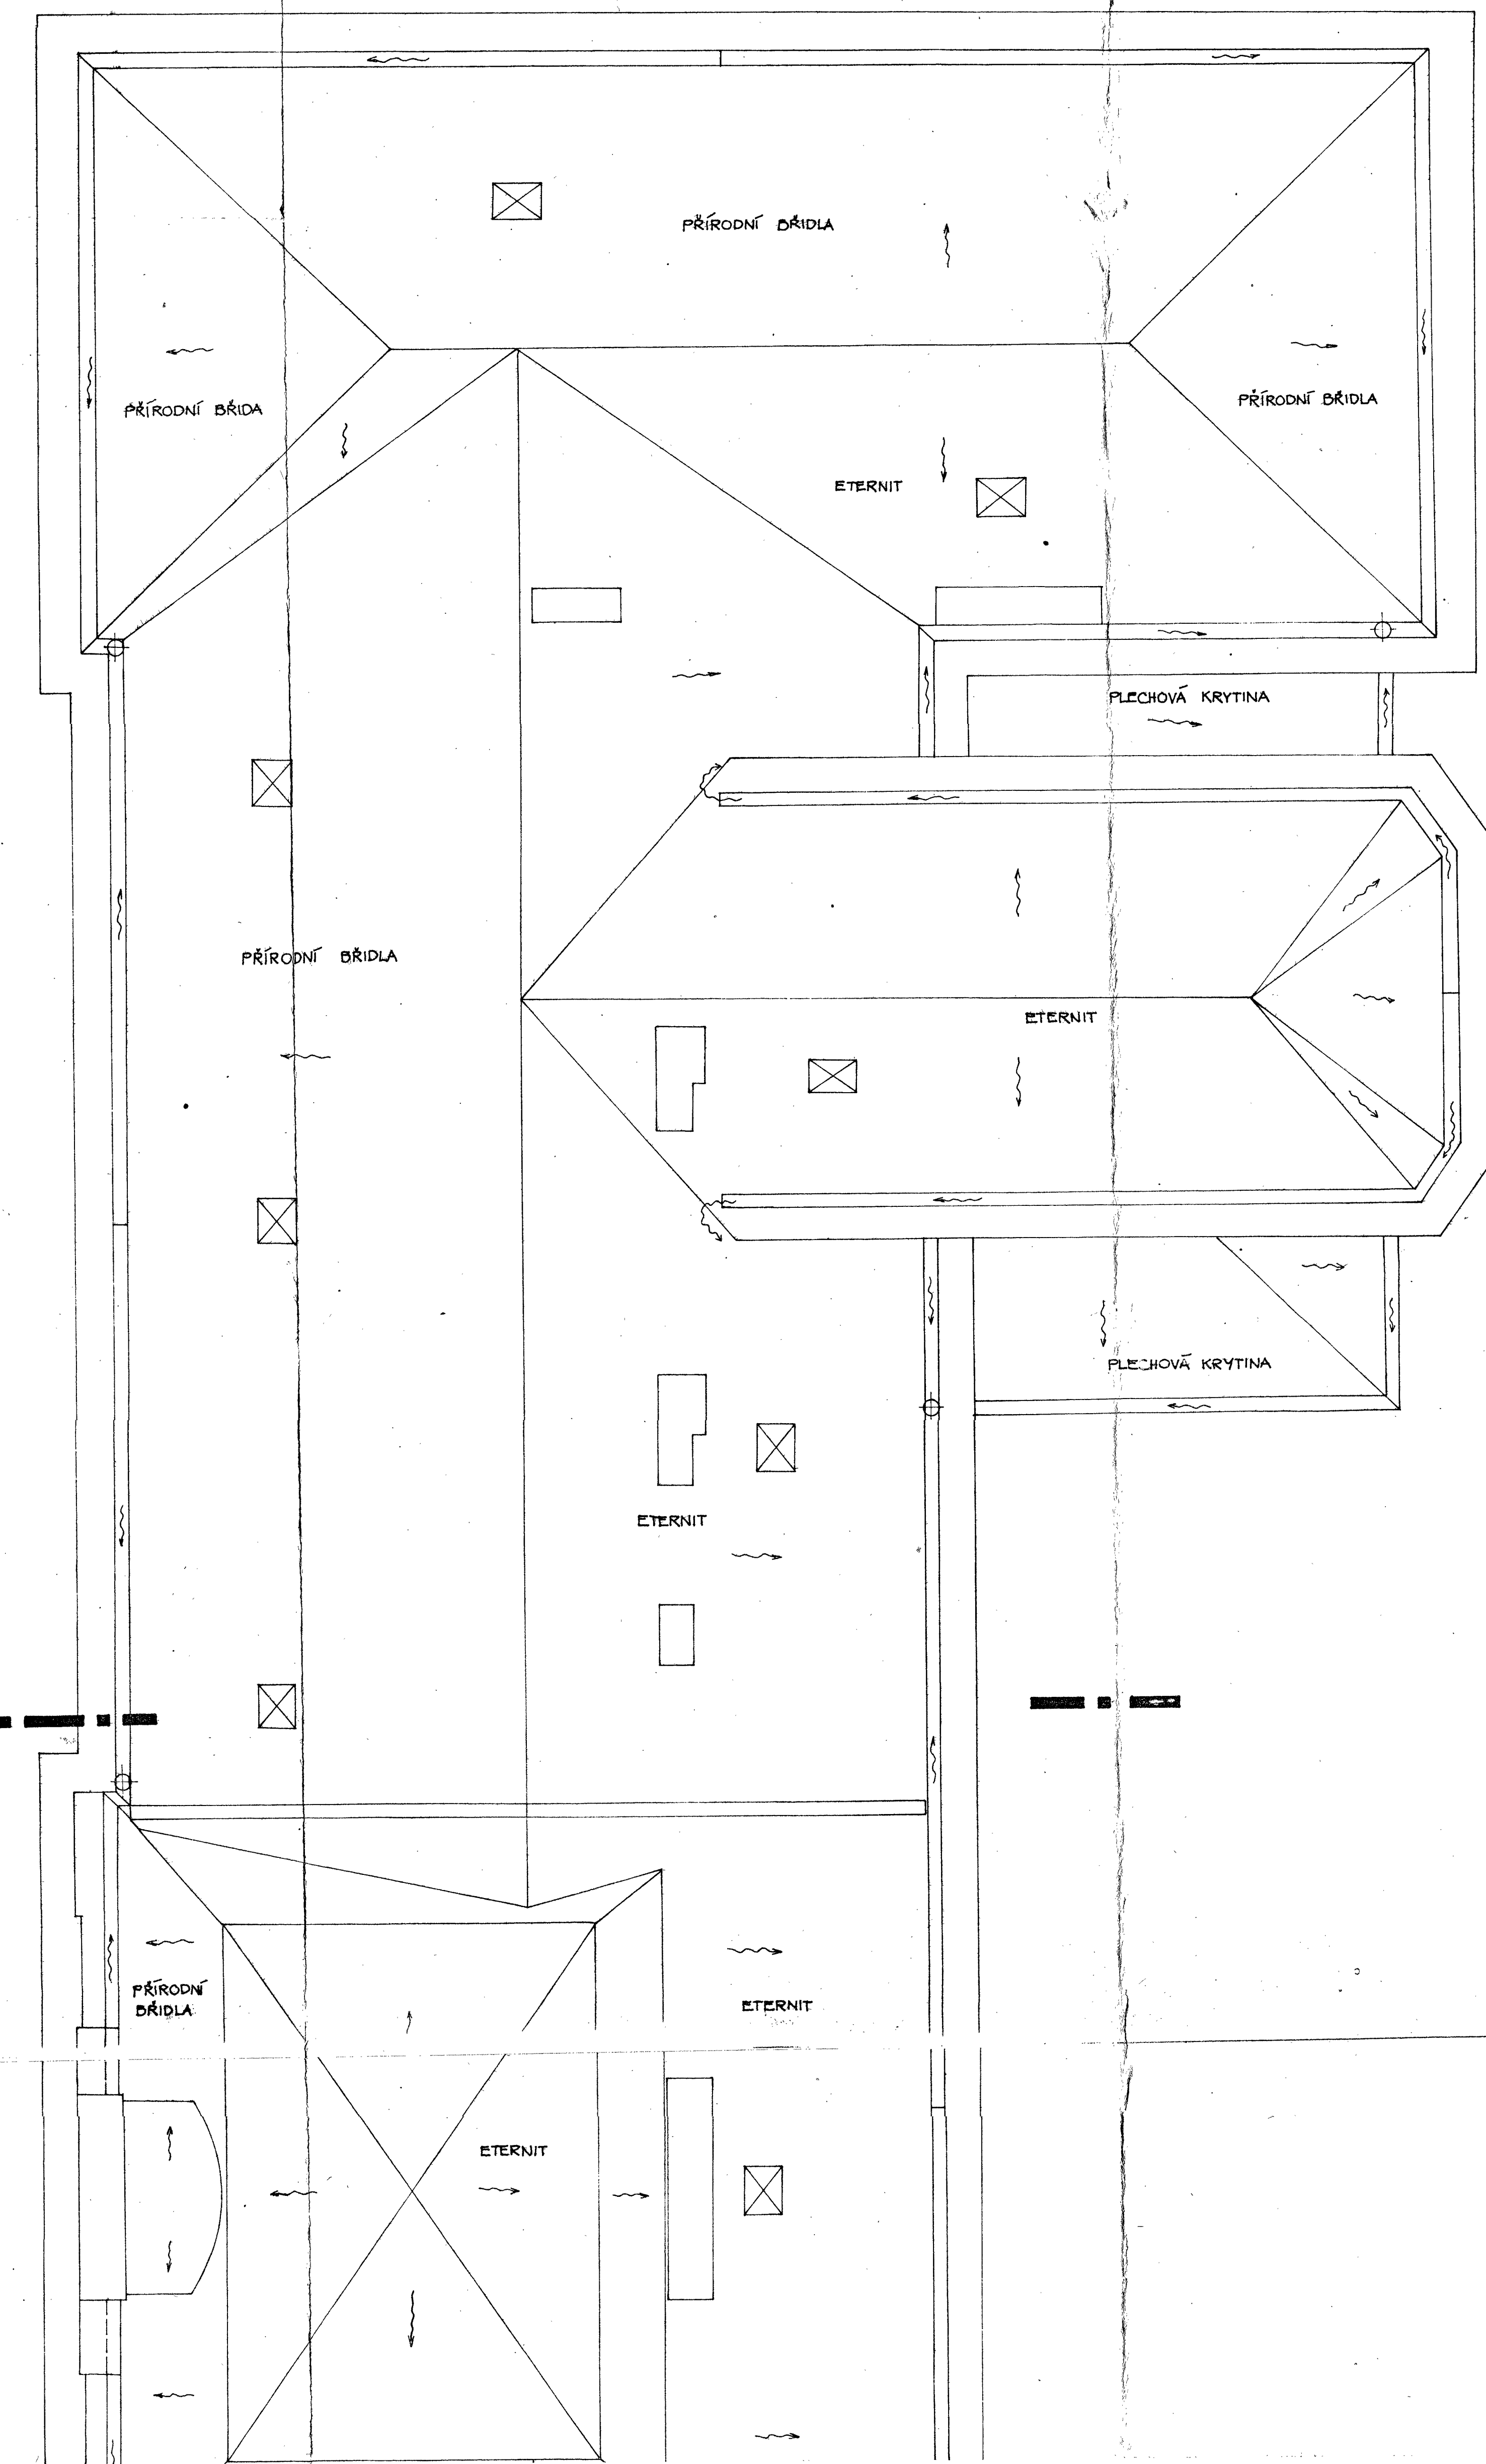 PŘÍRODNÍ BŘIDLA
PŘÍRODNÍ BŘIDA
PŘÍRODNÍ BŘIDLA
ETERNIT
PLECHOVÁ KRYTINA
PŘÍRODNÍ BŘIDLA
ETERNIT
PLECHOVÁ KRYTINA
ETERNIT
PŘÍRODNÍ
BŘIDLA
ETERNIT
ETERNIT